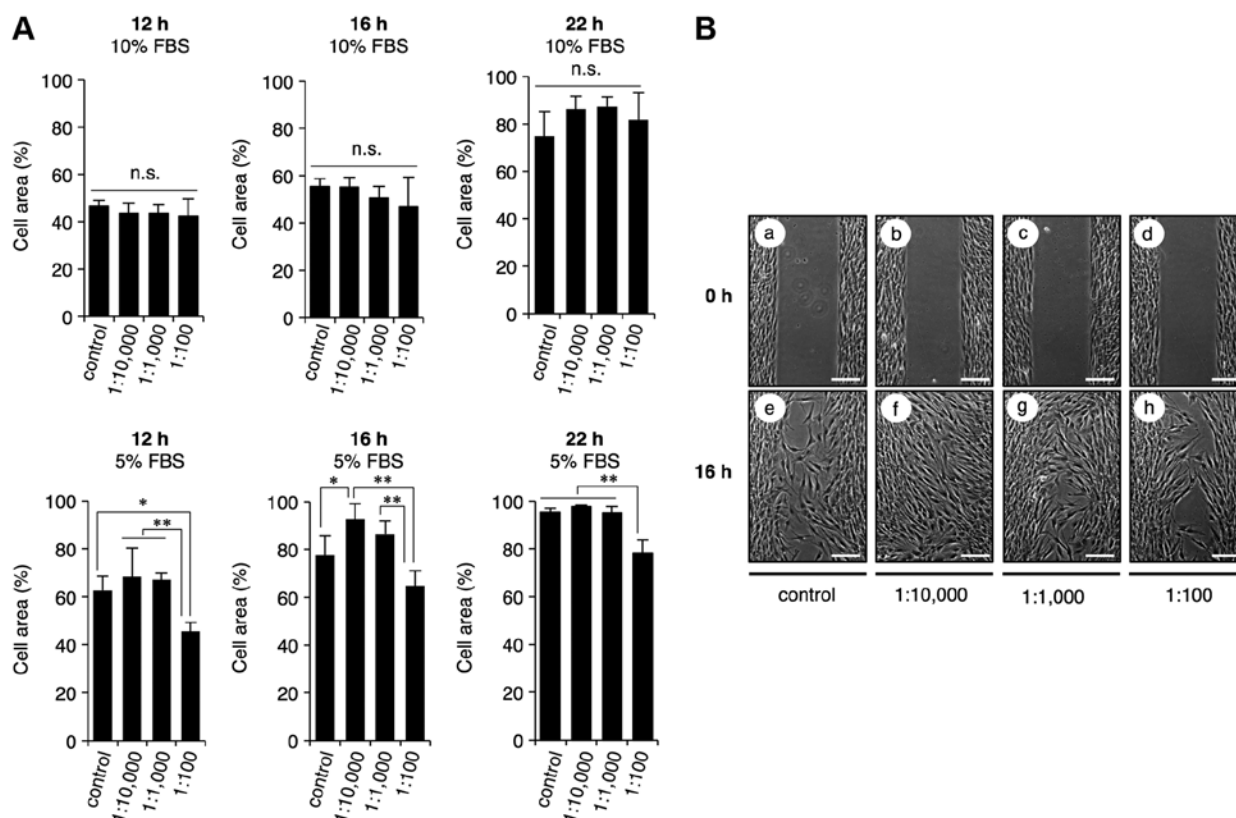 A
12 h
10% FBS
Cell area (%)
100
80
60
40
20
0
n.s.
control
1:10,000
1:1,000
1:100
16 h
10% FBS
Cell area (%)
100
80
60
40
20
0
n.s.
control
1:10,000
1:1,000
1:100
22 h
10% FBS
Cell area (%)
100
80
60
40
20
0
n.s.
control
1:10,000
1:1,000
1:100
12 h
5% FBS
Cell area (%)
100
80
60
40
20
0
*
**
control
1:10,000
1:1,000
1:100
16 h
5% FBS
Cell area (%)
100
80
60
40
20
0
*
**
**
control
1:10,000
1:1,000
1:100
22 h
5% FBS
Cell area (%)
100
80
60
40
20
0
**
control
1:10,000
1:1,000
1:100
B
0 h
a
b
c
d
16 h
e
f
g
h
control
1:10,000
1:1,000
1:100